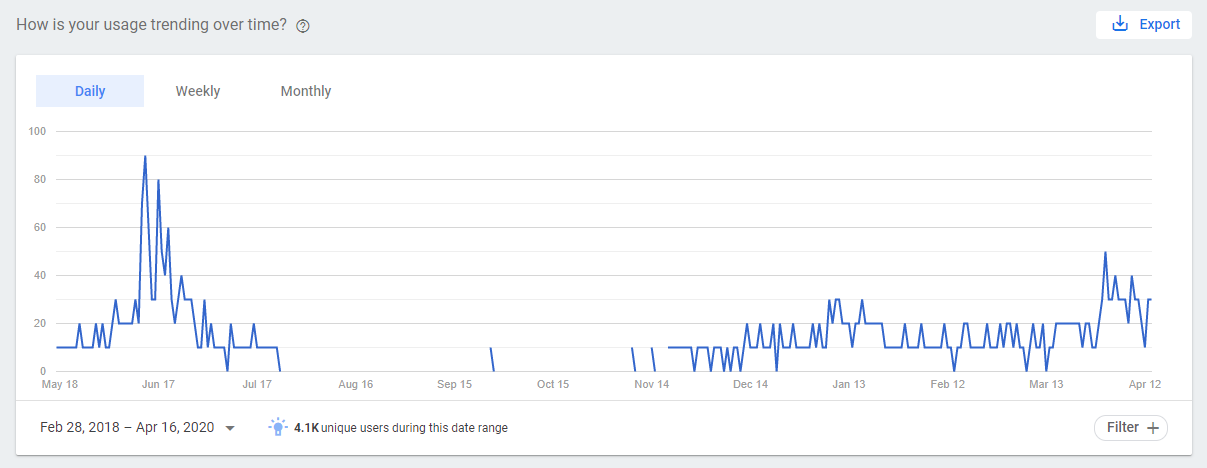 How is your usage trending over time?
Export
Daily Weekly Monthly
100
80
60
40
20
0
May 18 Jun 17 Jul 17 Aug 16 Sep 15 Oct 15 Nov 14 Dec 14 Jan 13 Feb 12 Mar 13 Apr 12
Feb 28, 2018 – Apr 16, 2020 4.1K unique users during this date range Filter +